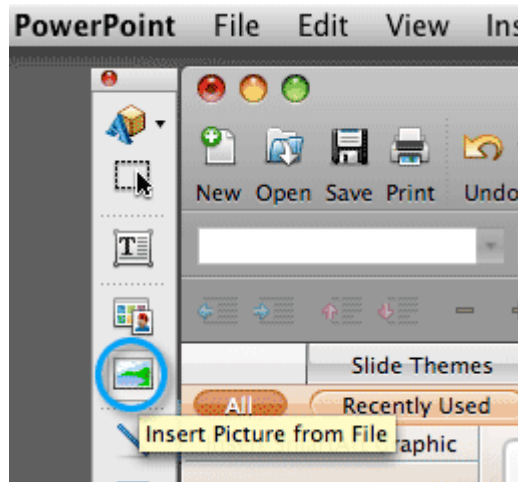 PowerPoint File Edit View Ins
New Open Save Print Undo
T
Slide Themes
All Recently Used
Insert Picture from File
raphic